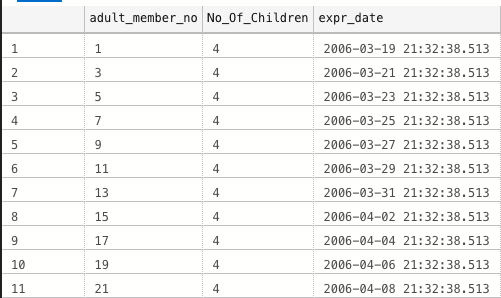 adult_member_no No_Of_Children expr_date
1 1 4 2006-03-19 21:32:38.513
2 3 4 2006-03-21 21:32:38.513
3 5 4 2006-03-23 21:32:38.513
4 7 4 2006-03-25 21:32:38.513
5 9 4 2006-03-27 21:32:38.513
6 11 4 2006-03-29 21:32:38.513
7 13 4 2006-03-31 21:32:38.513
8 15 4 2006-04-02 21:32:38.513
9 17 4 2006-04-04 21:32:38.513
10 19 4 2006-04-06 21:32:38.513
11 21 4 2006-04-08 21:32:38.513